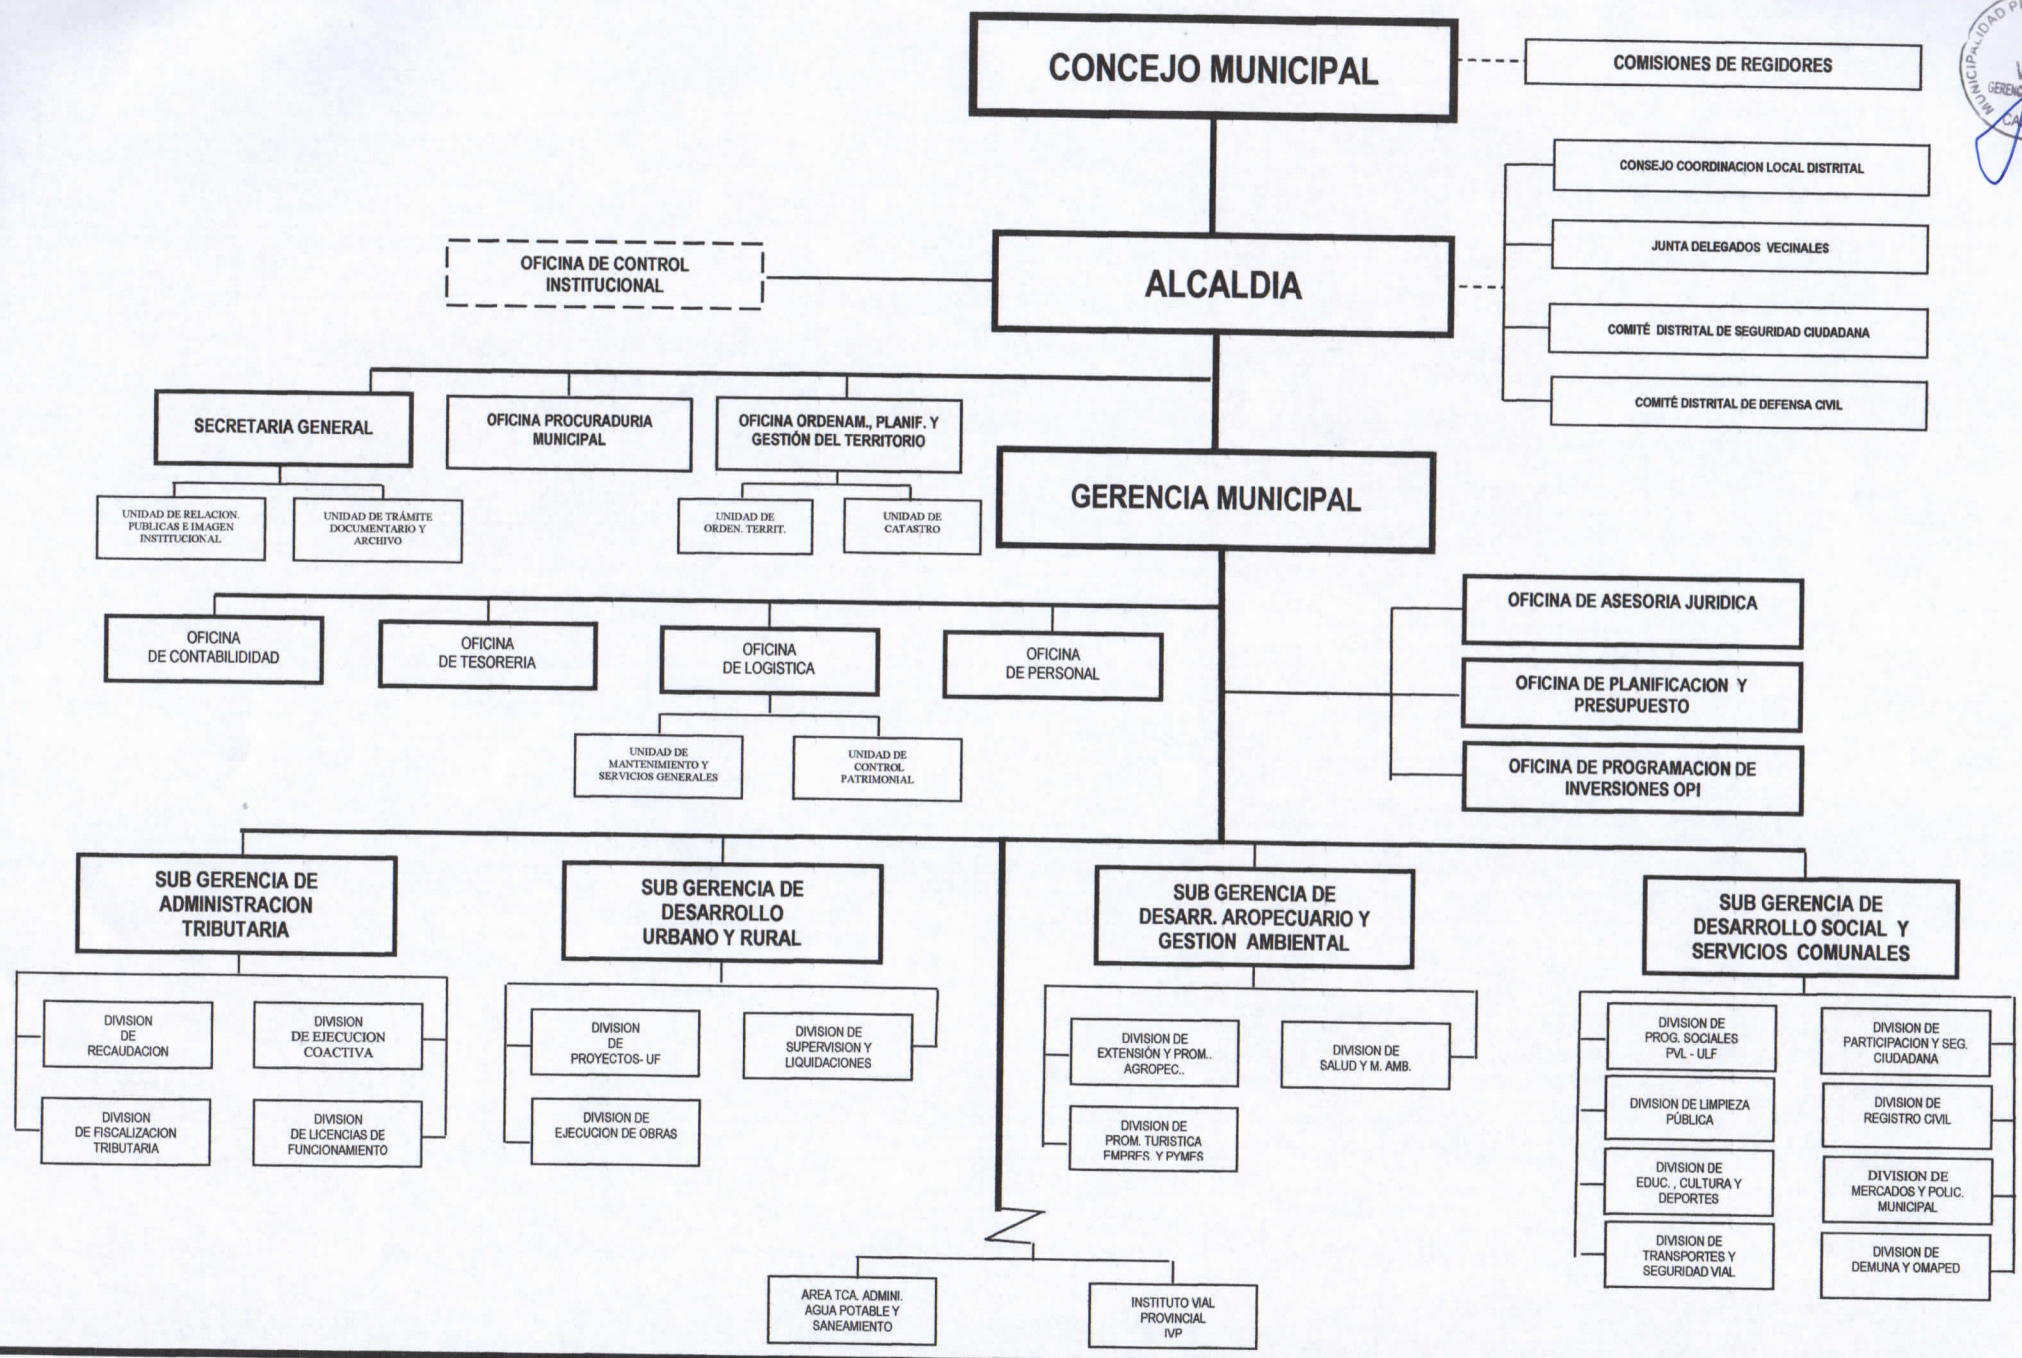 CONCEJO MUNICIPAL
COMISIONES DE REGIDORES
CONSEJO COORDINACION LOCAL DISTRITAL
JUNTA DELEGADOS VECINALES
COMITÉ DISTRITAL DE SEGURIDAD CIUDADANA
COMITÉ DISTRITAL DE DEFENSA CIVIL
OFICINA DE CONTROL
INSTITUCIONAL
ALCALDIA
SECRETARIA GENERAL
OFICINA PROCURADURIA
MUNICIPAL
OFICINA ORDENAM., PLANIF. Y
GESTIÓN DEL TERRITORIO
UNIDAD DE RELACION.
PUBLICAS E IMAGEN
INSTITUCIONAL
UNIDAD DE TRÀMITE
DOCUMENTARIO Y
ARCHIVO
UNIDAD DE
ORDEN. TERRIT.
UNIDAD DE
CATASTRO
GERENCIA MUNICIPAL
OFICINA DE ASESORIA JURIDICA
OFICINA DE PLANIFICACION Y
PRESUPUESTO
OFICINA DE PROGRAMACION DE
INVERSIONES OPI
OFICINA
DE CONTABILIDIDAD
OFICINA
DE TESORERIA
OFICINA
DE LOGISTICA
OFICINA
DE PERSONAL
UNIDAD DE
MANTENIMIENTO Y
SERVICIOS GENERALES
UNIDAD DE
CONTROL
PATRIMONIAL
SUB GERENCIA DE
ADMINISTRACION
TRIBUTARIA
SUB GERENCIA DE
DESARROLLO
URBANO Y RURAL
SUB GERENCIA DE
DESARR. AROPECUARIO Y
GESTION AMBIENTAL
SUB GERENCIA DE
DESARROLLO SOCIAL Y
SERVICIOS COMUNALES
DIVISION
DE
RECAUDACION
DIVISION
DE EJECUCION
COACTIVA
DIVISION
DE FISCALIZACION
TRIBUTARIA
DIVISION
DE LICENCIAS DE
FUNCIONAMIENTO
DIVISION
DE
PROYECTOS- UF
DIVISION DE
SUPERVISION Y
LIQUIDACIONES
DIVISION DE
EJECUCION DE OBRAS
DIVISION DE
EXTENSIÓN Y PROM..
AGROPEC..
DIVISION DE
SALUD Y M. AMB.
DIVISION DE
PROM. TURISTICA
EMPRES. Y PYMES
DIVISION DE
PROG. SOCIALES
PVL - ULF
DIVISION DE
PARTICIPACION Y SEG.
CIUDADANA
DIVISION DE LIMPIEZA
PÚBLICA
DIVISION DE
REGISTRO CIVIL
DIVISION DE
EDUC. , CULTURA Y
DEPORTES
DIVISION DE
MERCADOS Y POLIC.
MUNICIPAL
DIVISION DE
TRANSPORTES Y
SEGURIDAD VIAL
DIVISION DE
DEMUNA Y OMAPED
AREA TCA. ADMINI.
AGUA POTABLE Y
SANEAMIENTO
INSTITUTO VIAL
PROVINCIAL
IVP